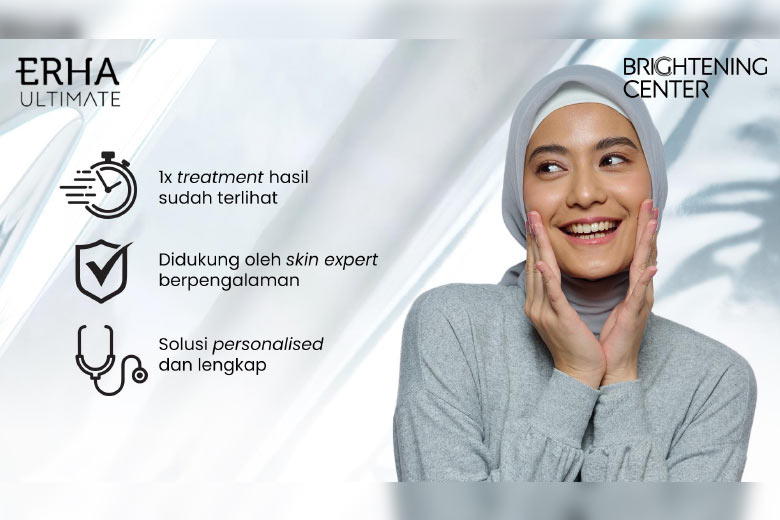 ERHA
ULTIMATE
BRIGHTENING
CENTER
1x treatment hasil
sudah terlihat
Didukung oleh skin expert
berpengalaman
Solusi personalised
dan lengkap